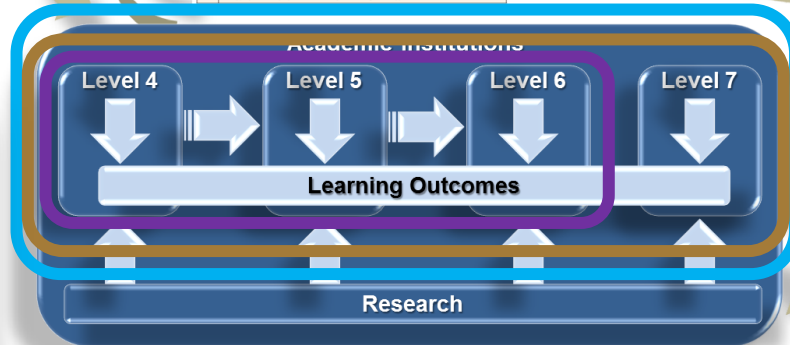 Academic Institutions
Level 4 Level 5 Level 6 Level 7
Learning Outcomes
Research